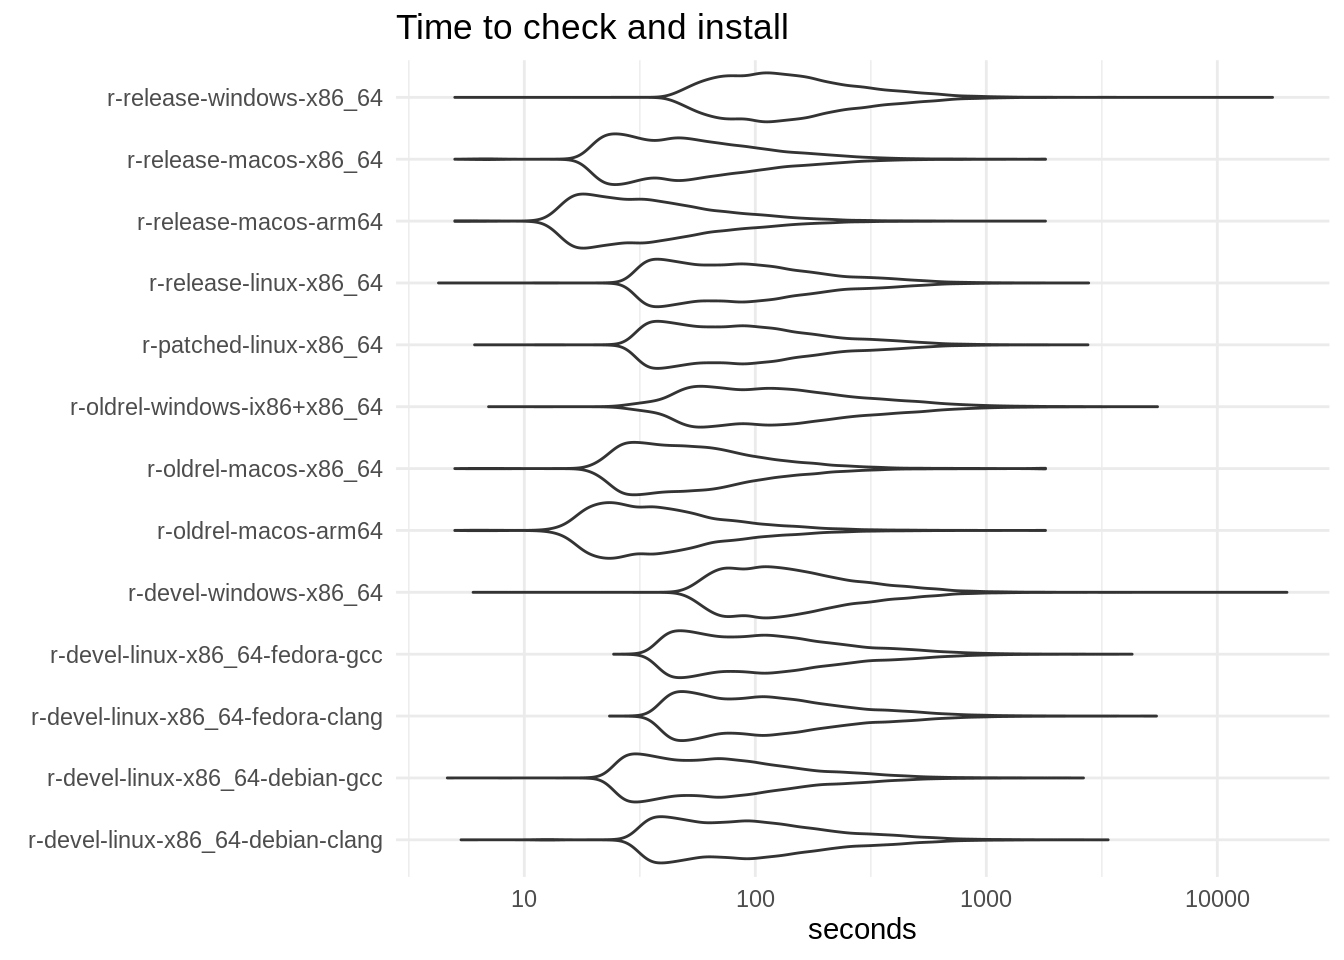 Time to check and install
r-release-windows-x86_64
r-release-macos-x86_64
r-release-macos-arm64
r-release-linux-x86_64
r-patched-linux-x86_64
r-oldrel-windows-ix86+x86_64
r-oldrel-macos-x86_64
r-oldrel-macos-arm64
r-devel-windows-x86_64
r-devel-linux-x86_64-fedora-gcc
r-devel-linux-x86_64-fedora-clang
r-devel-linux-x86_64-debian-gcc
r-devel-linux-x86_64-debian-clang
10 100 1000 10000
seconds